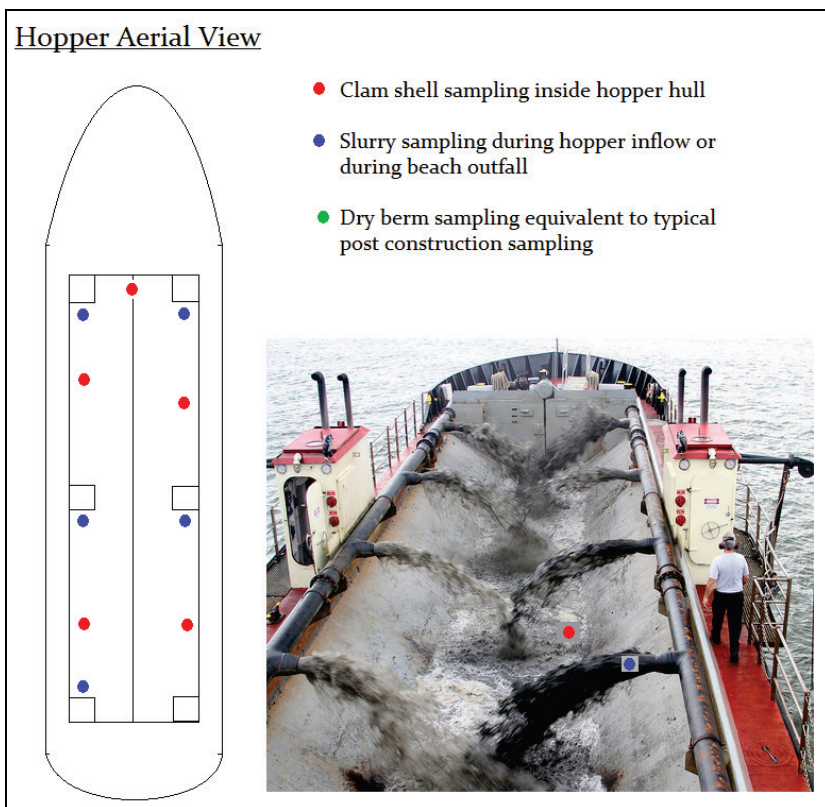 Hopper Aerial View
Clam shell sampling inside hopper hull
Slurry sampling during hopper inflow or
during beach outfall
Dry berm sampling equivalent to typical
post construction sampling